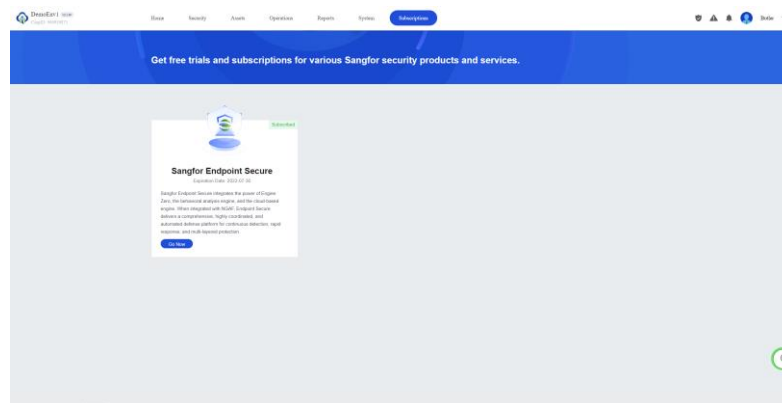 Home Security Assets Operations Reports System Subscriptions
Get free trials and subscriptions for various Sangfor security products and services.
Subscribed
Sangfor Endpoint Secure
Sangfor Endpoint Secure integrates the power of Engine
Zero, the behavioral analysis engine, and the cloud-based
engine. When integrated with NGAF, Endpoint Secure
delivers a comprehensive, highly coordinated, and
automated defense platform for continuous detection, rapid
response, and multi-layered protection.
Go Now